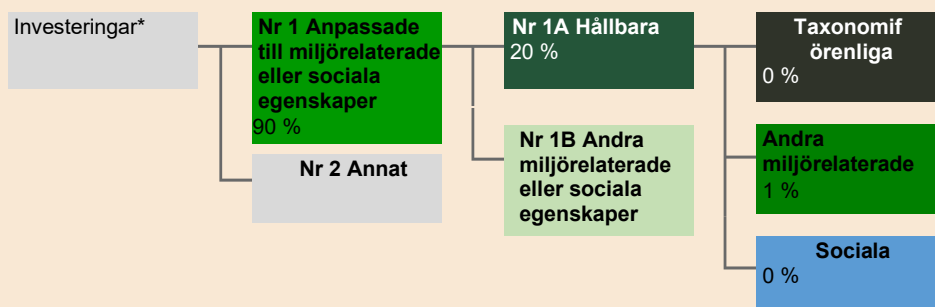 Investeringar*
Nr 1 Anpassade
till miljörelaterade
eller sociala
egenskaper
90 %
Nr 2 Annat
Nr 1A Hållbara
20 %
Nr 1B Andra
miljörelaterade
eller sociala
egenskaper
Taxonomif
örenliga
0 %
Andra
miljörelaterade
1 %
Sociala
0 %